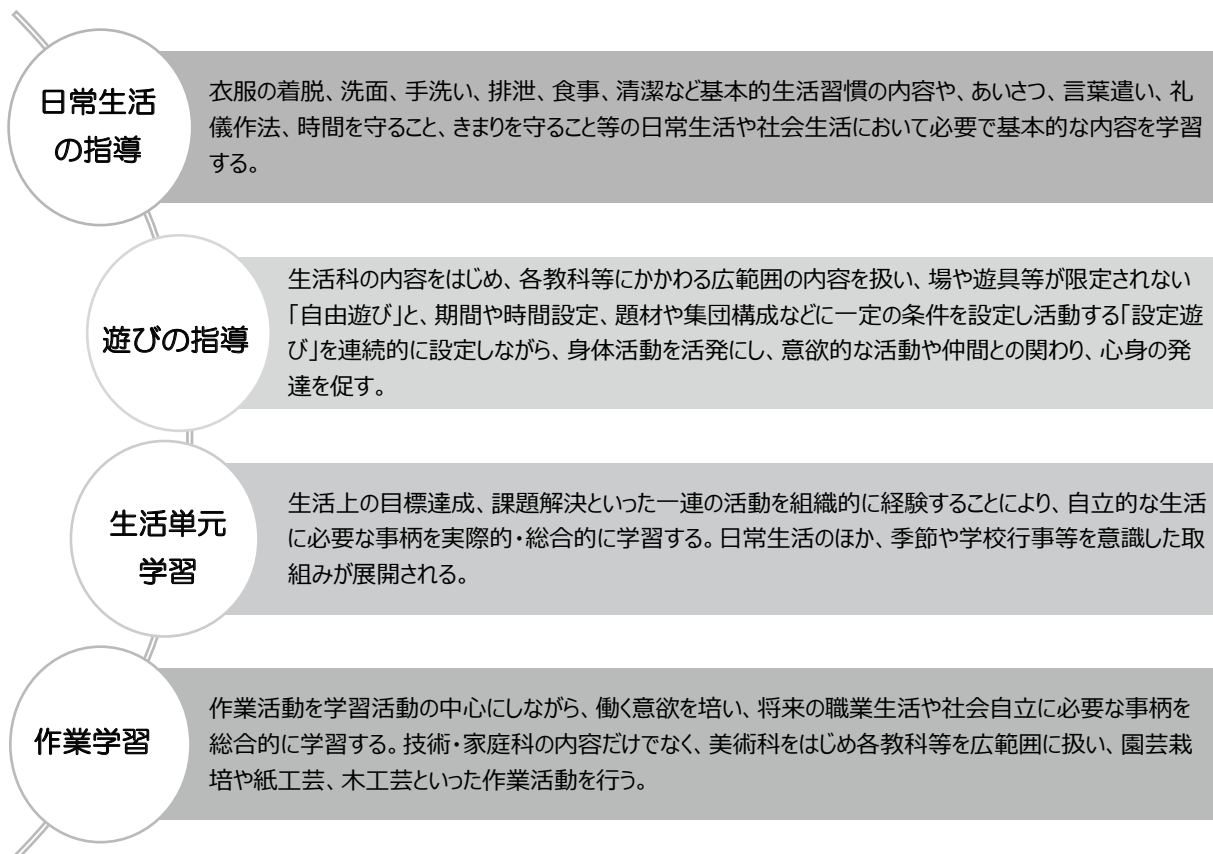 日常生活
の指導
衣服の着脱、洗面、手洗い、排泄、食事、清潔など基本的生活習慣の内容や、あいさつ、言葉遣い、礼
儀作法、時間を守ること、きまりを守ること等の日常生活や社会生活において必要で基本的な内容を学習
する。
遊びの指導
生活科の内容をはじめ、各教科等にかかわる広範囲の内容を扱い、場や遊具等が限定されない
「自由遊び」と、期間や時間設定、題材や集団構成などに一定の条件を設定し活動する「設定遊
び」を連続的に設定しながら、身体活動を活発にし、意欲的な活動や仲間との関わり、心身の発
達を促す。
生活単元
学習
生活上の目標達成、課題解決といった一連の活動を組織的に経験することにより、自立的な生活
に必要な事柄を実際的・総合的に学習する。日常生活のほか、季節や学校行事等を意識した取
組みが展開される。
作業学習
作業活動を学習活動の中心にしながら、働く意欲を培い、将来の職業生活や社会自立に必要な事柄を
総合的に学習する。技術・家庭科の内容だけでなく、美術科をはじめ各教科等を広範囲に扱い、園芸栽
培や紙工芸、木工芸といった作業活動を行う。